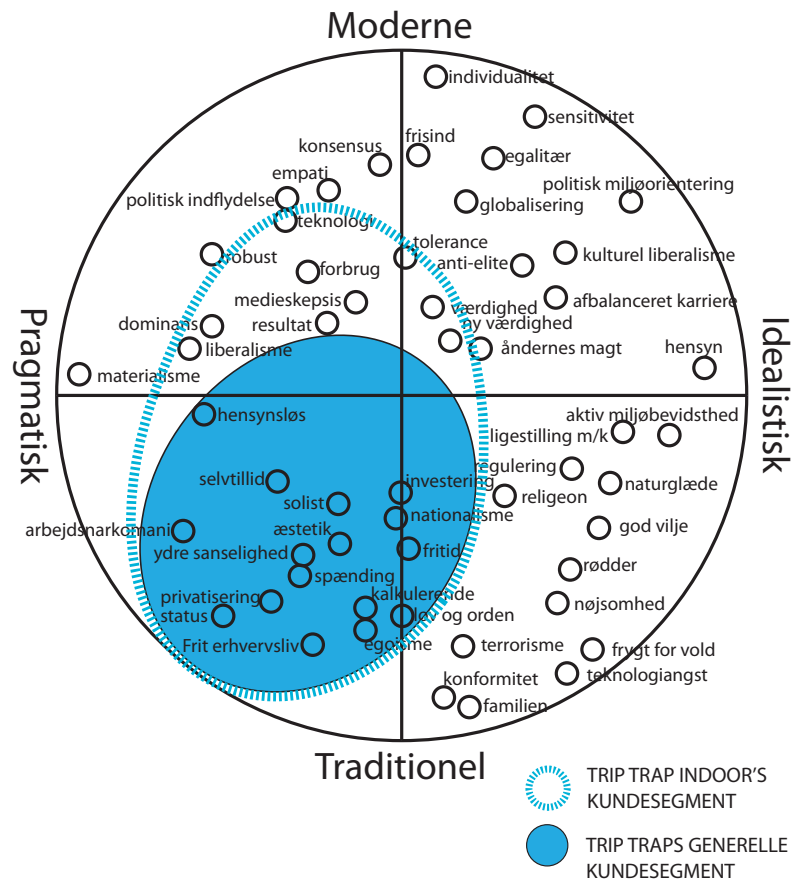 Moderne
individualitet
sensitivitet
frisind
konsensus
egalitær
empati
politisk miljøorientering
politisk indflydelse
globalisering
teknologi
tolerance
robust
anti-elite
kulturel liberalisme
forbrug
medieskepsis
værdighed
afbalanceret karriere
dominans
resultat
ny værdighed
liberalisme
åndernes magt
hensyn
materialisme
Pragmatisk
Idealistisk
hensynsløs
aktiv miljøbevidsthed
ligestilling m/k
regulering
selvtillid
investering
naturglæde
solist
religeon
nationalisme
arbejdsnarkomani
æstetik
god vilje
ydre sanselighed
fritid
spænding
rødder
kalkulerende
privatisering
nøjsomhed
status
løv og orden
Frit erhvervsliv
egoisme
terrorisme
frygt for vold
konformitet
teknologiangst
familien
Traditionel
TRIP TRAP INDOOR'S
KUNDESEGMENT
TRIP TRAPS GENERELLE
KUNDESEGMENT